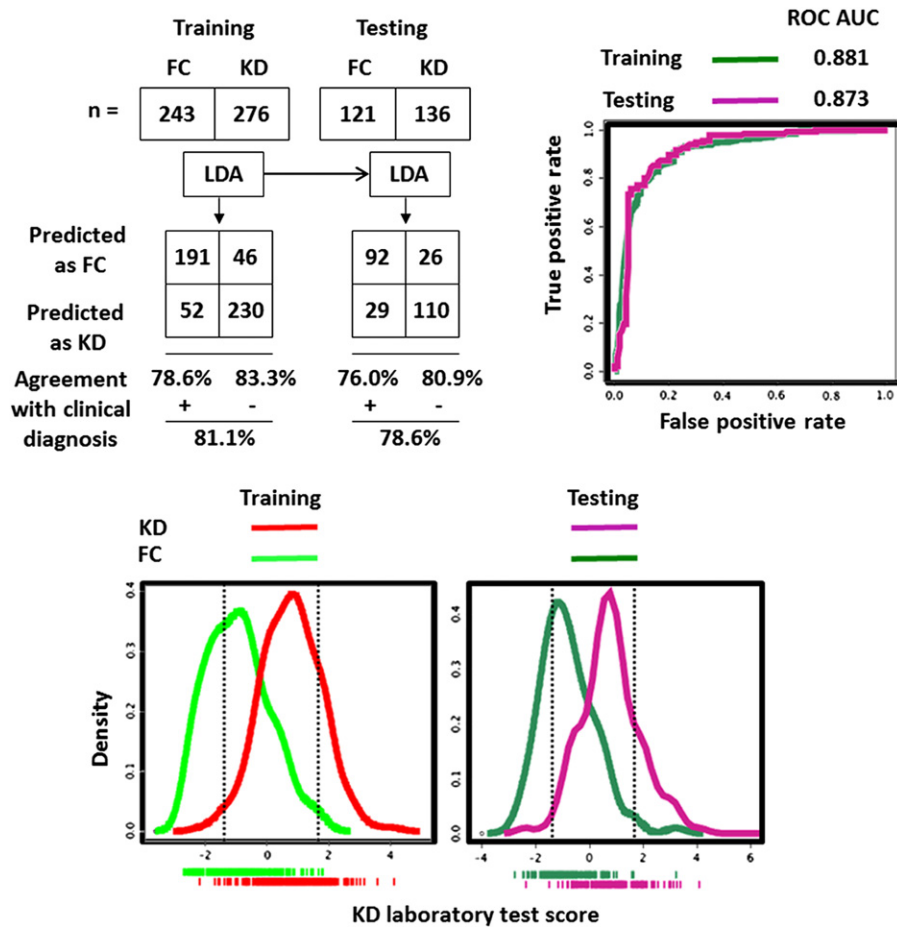 Training Testing
FC KD FC KD
n = 243 276 121 136
LDA LDA
Predicted as FC 191 46 92 26
Predicted as KD 52 230 29 110
Agreement with clinical diagnosis
78.6% 83.3% 76.0% 80.9%
+ - + -
81.1% 78.6%
ROC AUC
Training 0.881
Testing 0.873
True positive rate
1.0
0.8
0.6
0.4
0.2
0.0
0.0 0.2 0.4 0.6 0.8 1.0
False positive rate
Training Testing
KD
FC
Density
0.4
0.3
0.2
0.1
0.0
-2 0 2 4
0.4
0.3
0.2
0.1
0.0
-4 -2 0 2 4 6
KD laboratory test score